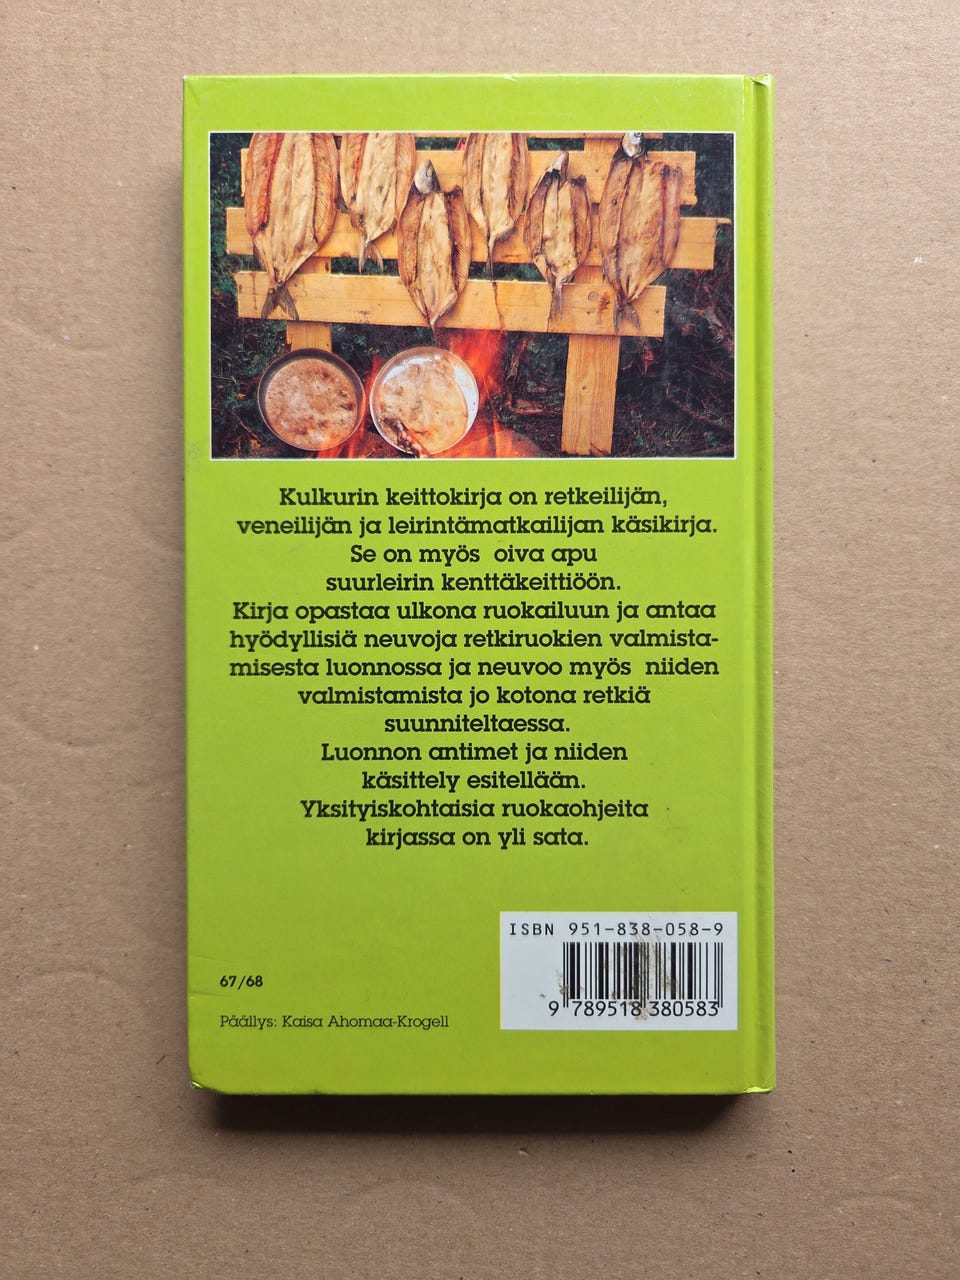 Kulkurin keittokirja on retkeilijän,
veneilijän ja leirintämatkailijan käsikirja.
Se on myös oiva apu
suurleirin kenttäkeittiöön.
Kirja opastaa ulkona ruokailuun ja antaa
hyödyllisiä neuvoja retkiruokien valmista-
misesta luonnossa ja neuvoo myös niiden
valmistamista jo kotona retkiä
suunniteltaessa.
Luonnon antimet ja niiden
käsittely esitellään.
Yksityiskohtaisia ruokaohjeita
kirjassa on yli sata.
ISBN 951-838-058-9
9 789518 380583
67/68
Päällys: Kaisa Ahomaa-Krogell